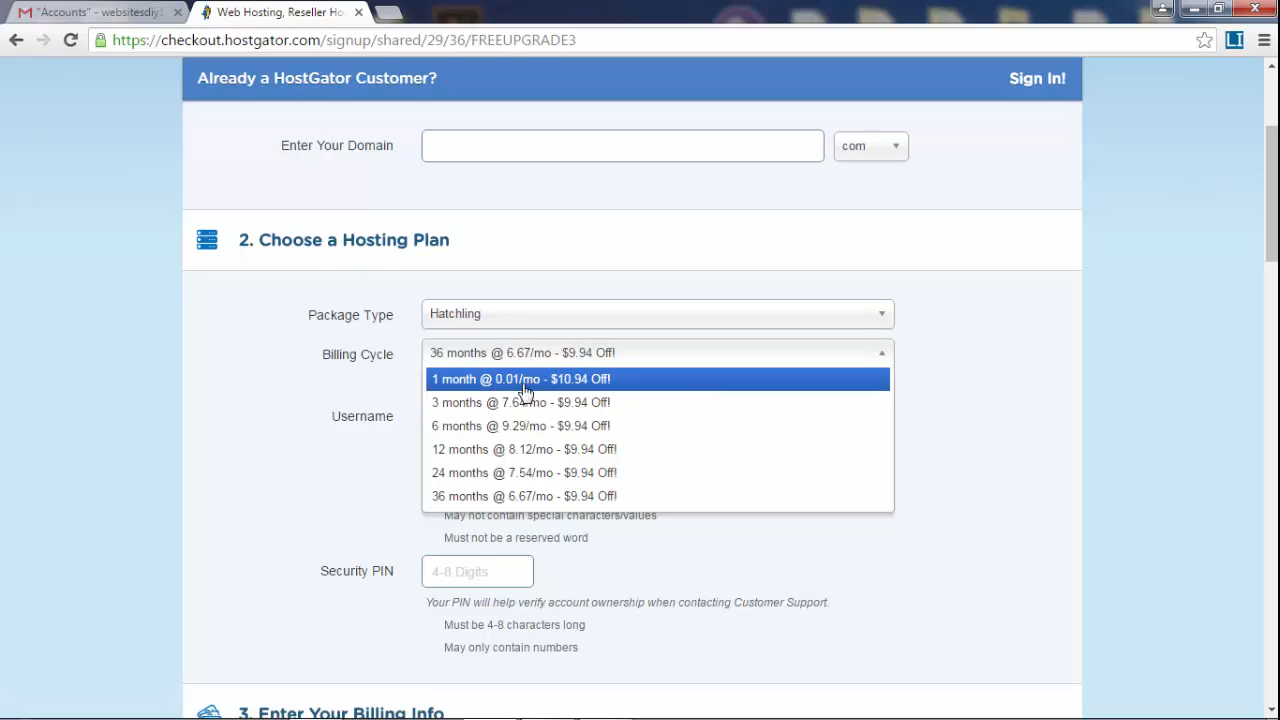 "Accounts" - websitesdiy
Web Hosting, Reseller Ho
https://checkout.hostgator.com/signup/shared/29/36/FREEUPGRADE3
LI
Already a HostGator Customer?
Sign In!
Enter Your Domain
com
2. Choose a Hosting Plan
Package Type
Hatchling
Billing Cycle
36 months @ 6.67/mo - $9.94 Off!
1 month @ 0.01/mo - $10.94 Off!
3 months @ 7.64/mo - $9.94 Off!
6 months @ 9.29/mo - $9.94 Off!
Username
12 months @ 8.12/mo - $9.94 Off!
24 months @ 7.54/mo - $9.94 Off!
36 months @ 6.67/mo - $9.94 Off!
May not contain special characters/values
Must not be a reserved word
Security PIN
4-8 Digits
Your PIN will help verify account ownership when contacting Customer Support.
Must be 4-8 characters long
May only contain numbers
3. Enter Your Billing Info